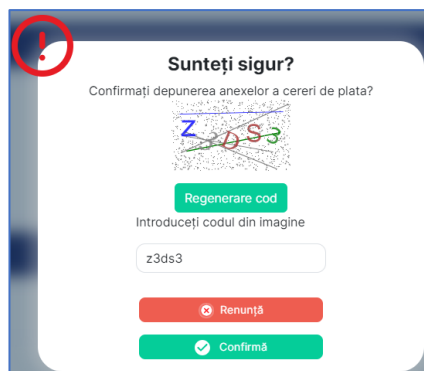 !
Sunteți sigur?
Confirmați depunerea anexelor a cereri de plata?
Z3DS3
Regenerare cod
Introduceți codul din imagine
z3ds3
Renunță
Confirmă